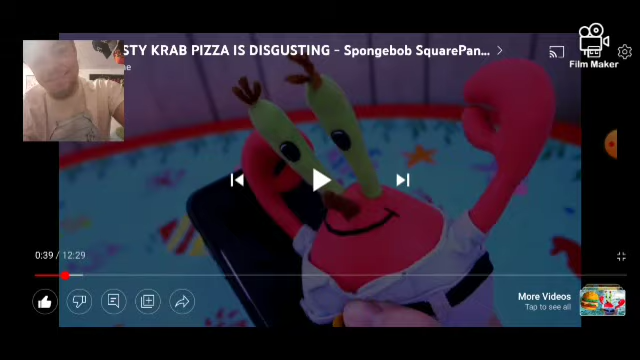 STY KRAB PIZZA IS DISGUSTING - Spongebob SquarePan...
Film Maker
0:39 / 12:29
More Videos
Tap to see all